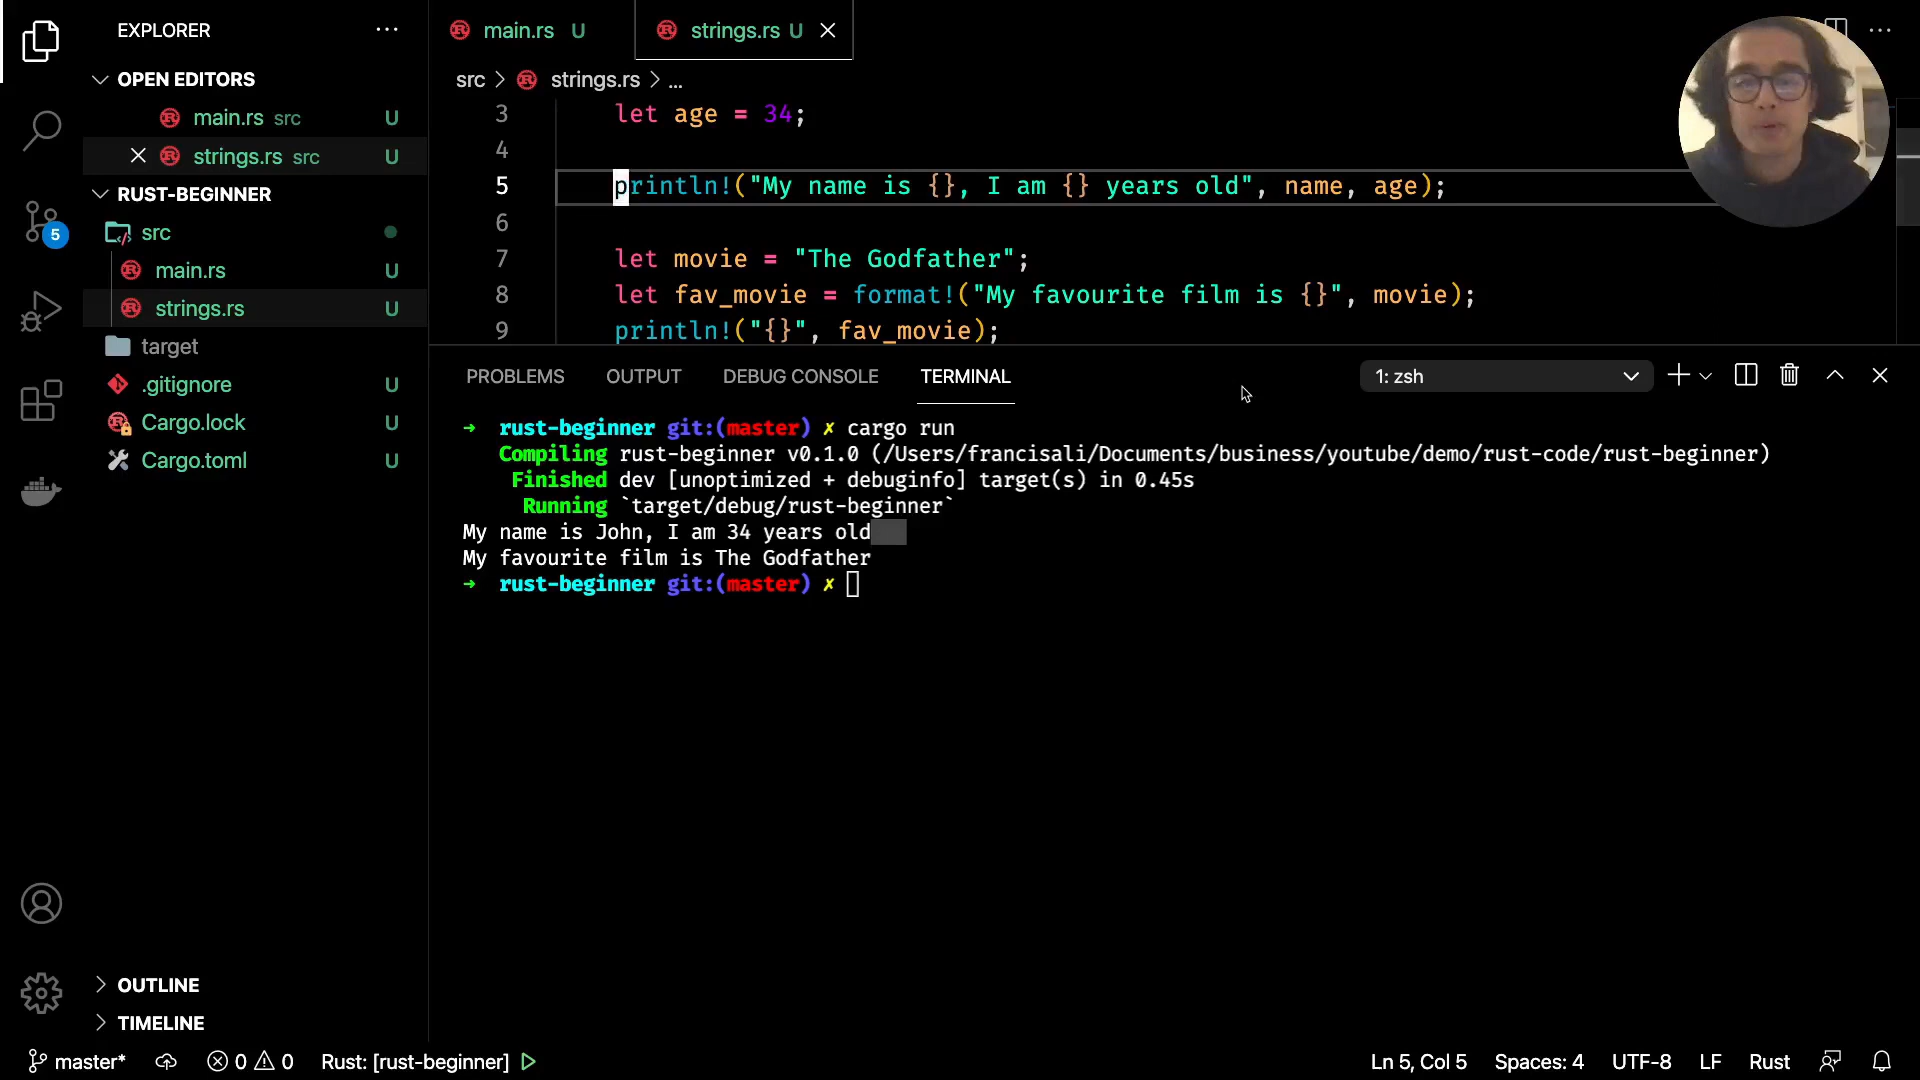 EXPLORER
OPEN EDITORS
main.rs src U
strings.rs src U
RUST-BEGINNER
5
src
main.rs U
strings.rs U
target
.gitignore U
Cargo.lock U
Cargo.toml U
OUTLINE
TIMELINE
main.rs U
strings.rs U
src > strings.rs > ...
3 let age = 34;
4
5 println!("My name is {}, I am {} years old", name, age);
6
7 let movie = "The Godfather";
8 let fav_movie = format!("My favourite film is {}", movie);
9 println!("{}", fav_movie);
PROBLEMS OUTPUT DEBUG CONSOLE TERMINAL 1: zsh
→ rust-beginner git:(master) ✗ cargo run
Compiling rust-beginner v0.1.0 (/Users/francisali/Documents/business/youtube/demo/rust-code/rust-beginner)
Finished dev [unoptimized + debuginfo] target(s) in 0.45s
Running `target/debug/rust-beginner`
My name is John, I am 34 years old
My favourite film is The Godfather
→ rust-beginner git:(master) ✗
master* 0 0 Rust: [rust-beginner] Ln 5, Col 5 Spaces: 4 UTF-8 LF Rust